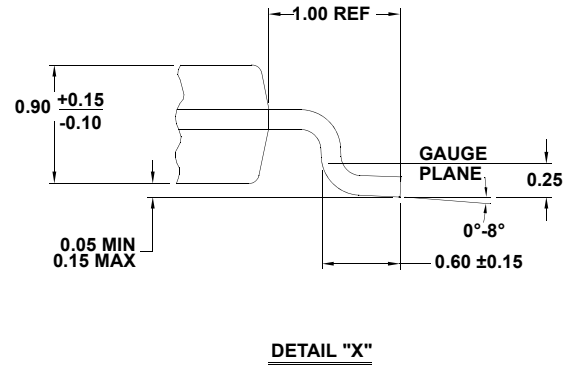 1.00 REF
0.90 +0.15
-0.10
GAUGE
PLANE
0.25
0°-8°
0.05 MIN
0.15 MAX
0.60 ±0.15
DETAIL "X"